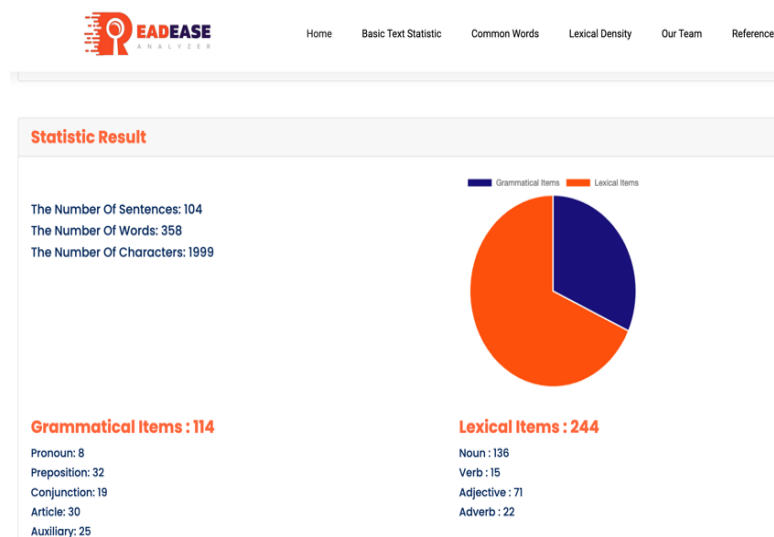 READEASE
ANALYZER
Home Basic Text Statistic Common Words Lexical Density Our Team Reference
Statistic Result
Grammatical Items Lexical Items
The Number Of Sentences: 104
The Number Of Words: 358
The Number Of Characters: 1999
Grammatical Items : 114
Pronoun: 8
Preposition: 32
Conjunction: 19
Article: 30
Auxiliary: 25
Lexical Items : 244
Noun : 136
Verb : 15
Adjective : 71
Adverb : 22